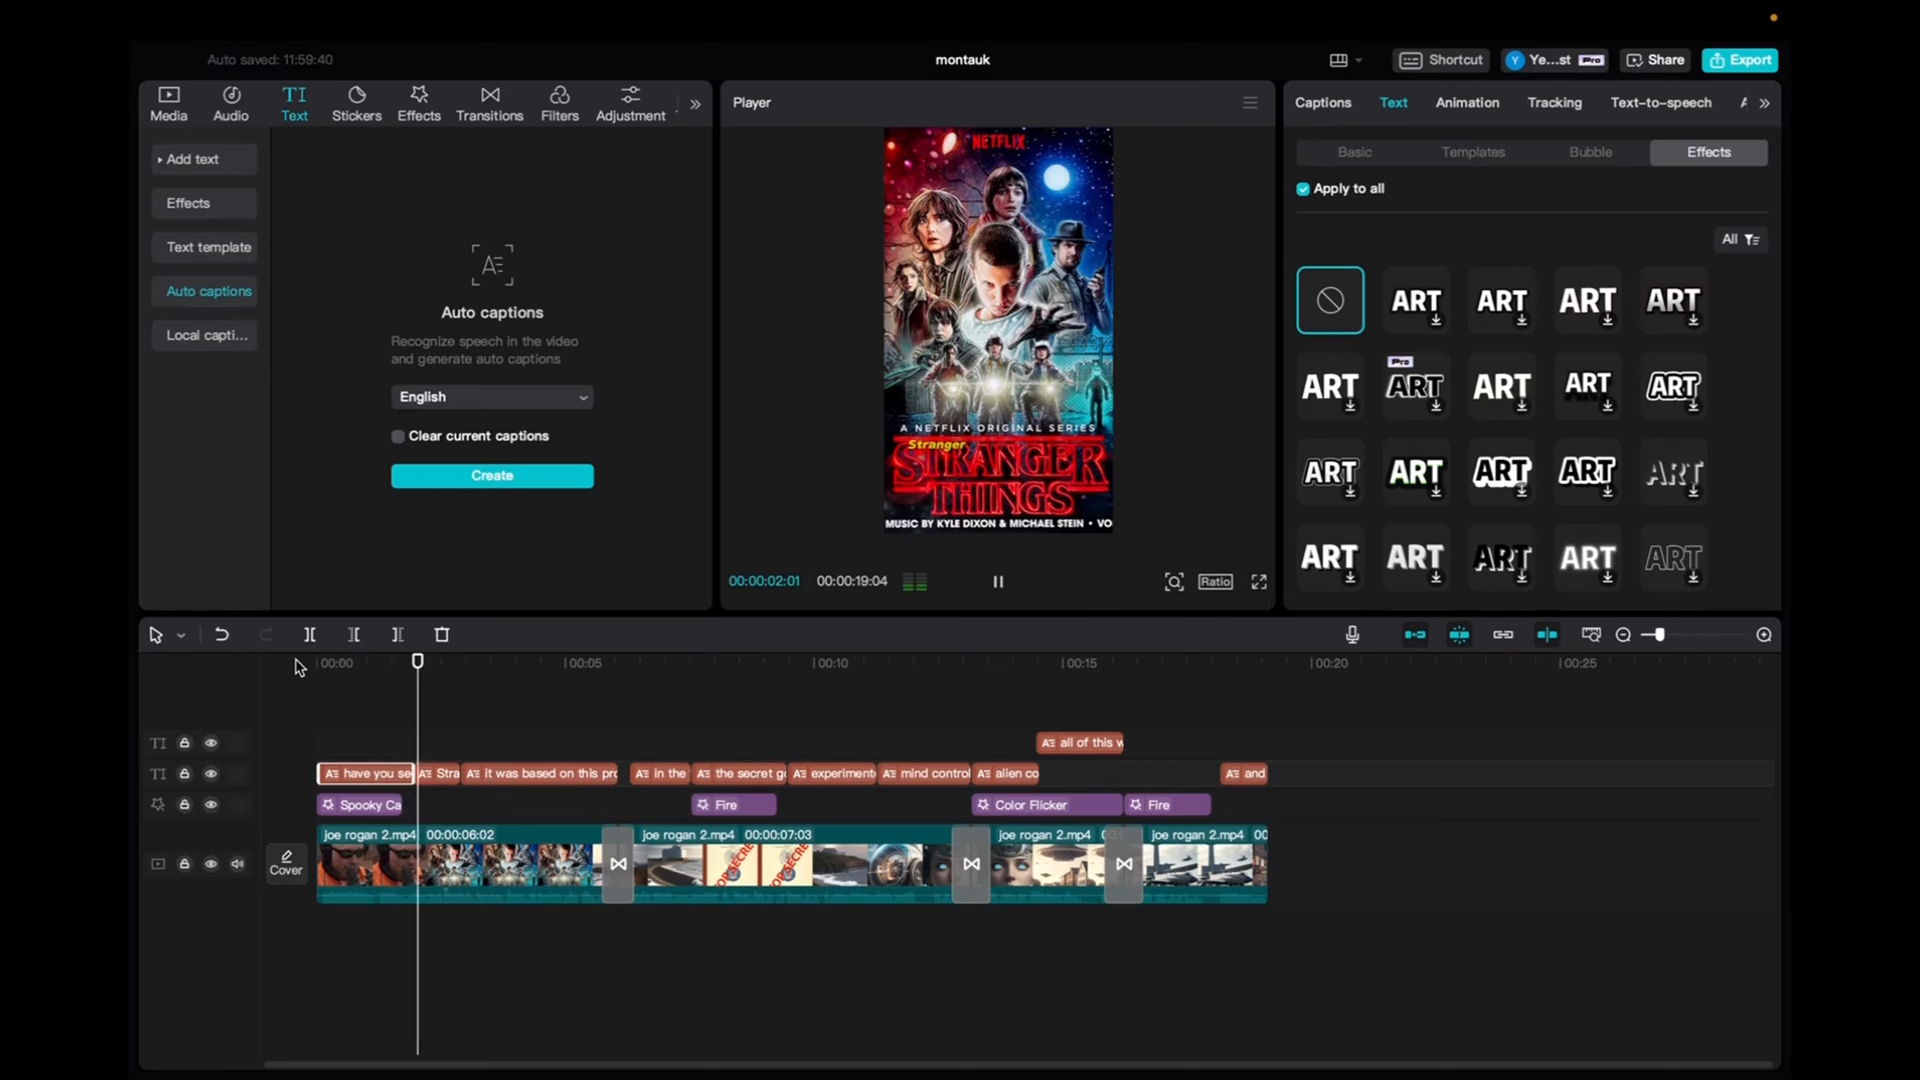 Auto saved: 11:59:40
montauk
Shortcut
Ye...st
Pro
Share
Export
Media
Audio
TI
Text
Stickers
Effects
Transitions
Filters
Adjustment
Add text
Effects
Text template
Auto captions
Local capti...
Auto captions
Recognize speech in the video
and generate auto captions
English
Clear current captions
Create
Player
NETFLIX
A NETFLIX ORIGINAL SERIES
Stranger
STRANGER
THINGS
MUSIC BY KYLE DIXON & MICHAEL STEIN • VO
00:00:02:01
00:00:19:04
Ratio
Captions
Text
Animation
Tracking
Text-to-speech
Basic
Templates
Bubble
Effects
Apply to all
All
ART ART ART ART
ART
Pro
ART ART ART ART
ART ART ART ART ART
ART ART ART ART ART
00:00
00:05
00:10
00:15
00:20
00:25
TI
all of this w
TI
have you se
Stra
it was based on this pro
in the
the secret go
experiment
mind control
alien co
and
Spooky Ca
Fire
Color Flicker
Fire
Cover
joe rogan 2.mp4 00:00:06:02
joe rogan 2.mp4 00:00:07:03
joe rogan 2.mp4
joe rogan 2.mp4 00